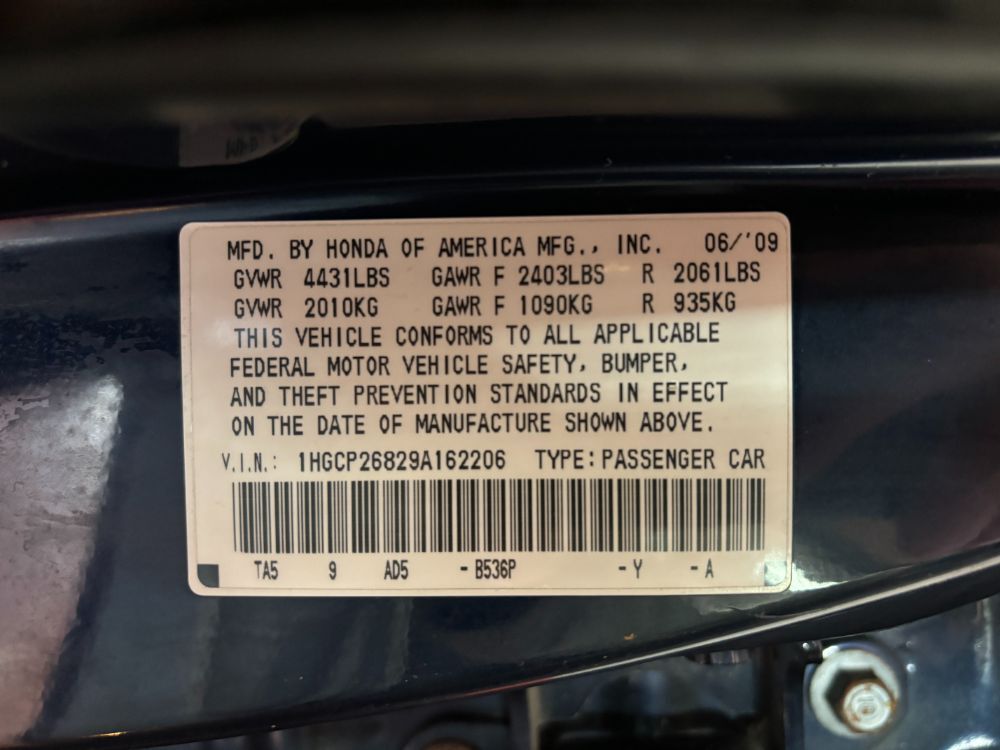 MFD. BY HONDA OF AMERICA MFG., INC. 06/'09
GVWR 4431LBS GAWR F 2403LBS R 2061LBS
GVWR 2010KG GAWR F 1090KG R 935KG
THIS VEHICLE CONFORMS TO ALL APPLICABLE
FEDERAL MOTOR VEHICLE SAFETY, BUMPER,
AND THEFT PREVENTION STANDARDS IN EFFECT
ON THE DATE OF MANUFACTURE SHOWN ABOVE.
V.I.N.: 1HGCP26829A162206 TYPE:PASSENGER CAR
TA5 9 AD5 -B536P -Y -A